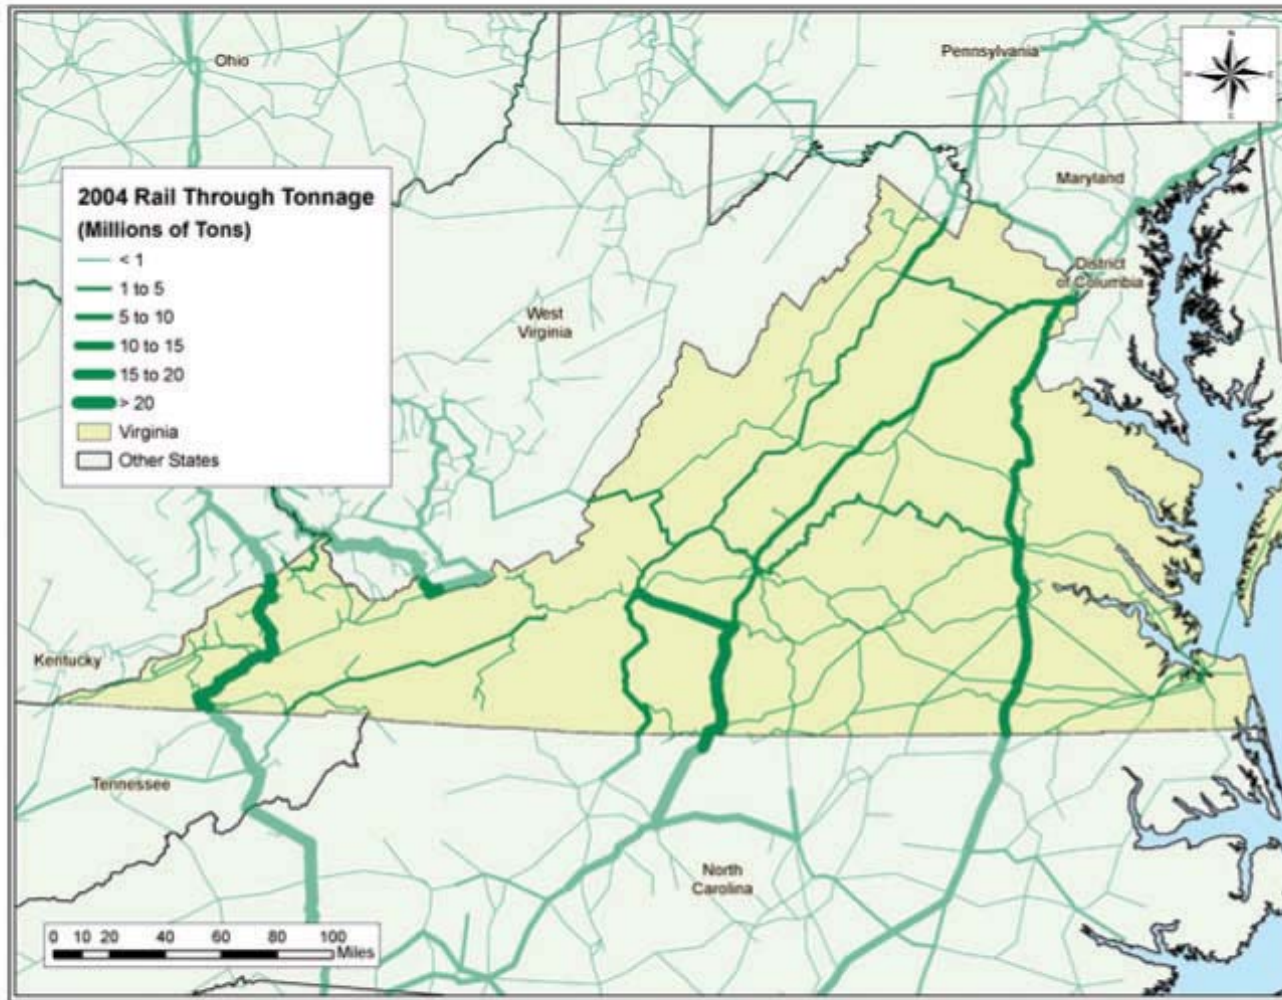 Ohio
Pennsylvania
N
W
E
Maryland
2004 Rail Through Tonnage
(Millions of Tons)
< 1
1 to 5
5 to 10
10 to 15
15 to 20
> 20
Virginia
Other States
District
of Columbia
West
Virginia
Kentucky
Tennessee
North
Carolina
0 10 20 40 60 80 100
Miles